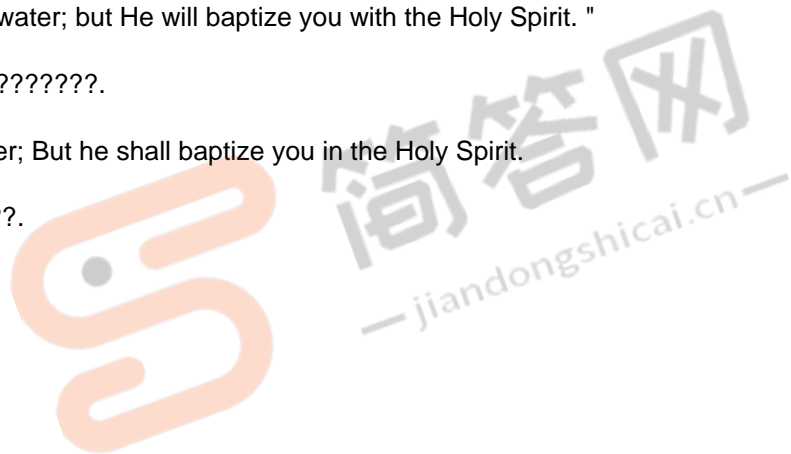 water; but He will baptize you with the Holy Spirit. "
???????.
er; But he shall baptize you in the Holy Spirit.
?.
简答网
jiandongshicai.cn